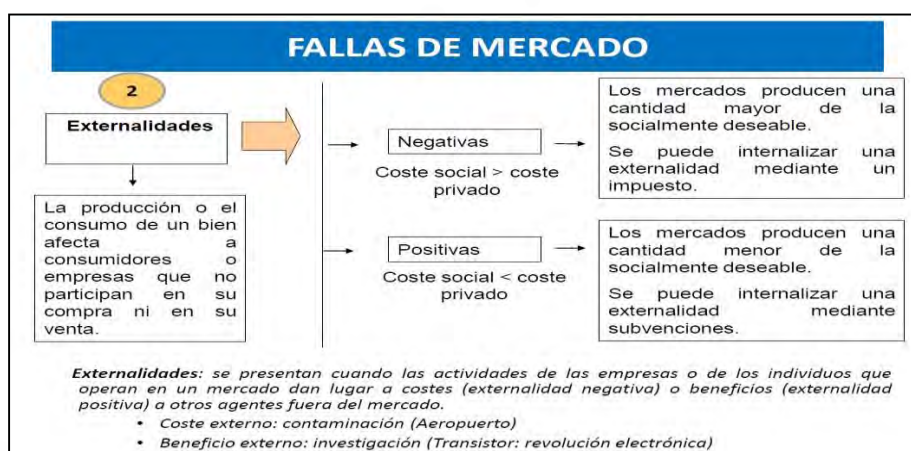 FALLAS DE MERCADO
2
Externalidades
La producción o el
consumo de un bien
afecta a
consumidores o
empresas que no
participan en su
compra ni en su
venta.
Negativas
Coste social > coste
privado
Los mercados producen una
cantidad mayor de la
socialmente deseable.
Se puede internalizar una
externalidad mediante un
impuesto.
Positivas
Coste social < coste
privado
Los mercados producen una
cantidad menor de la
socialmente deseable.
Se puede internalizar una
externalidad mediante
subvenciones.
Externalidades: se presentan cuando las actividades de las empresas o de los individuos que
operan en un mercado dan lugar a costes (externalidad negativa) o beneficios (externalidad
positiva) a otros agentes fuera del mercado.
• Coste externo: contaminación (Aeropuerto)
• Beneficio externo: investigación (Transistor: revolución electrónica)